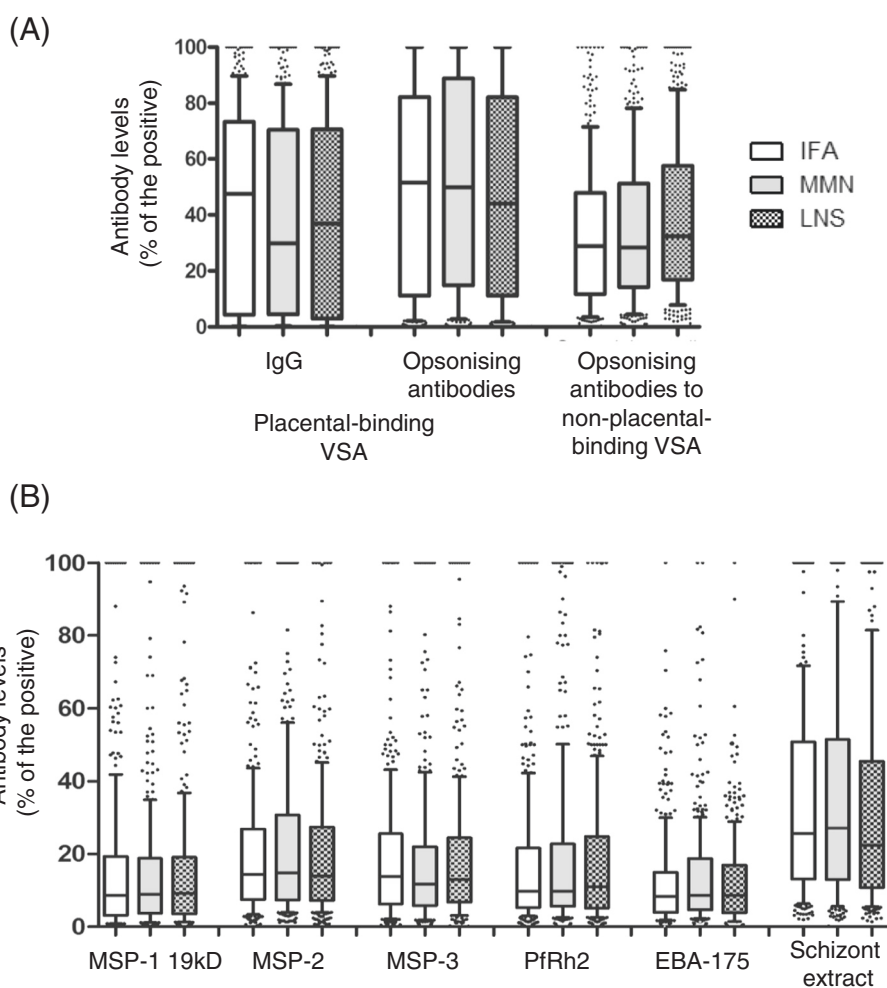 (A)
Antibody levels
(% of the positive)
100
80
60
40
20
0
IFA
MMN
LNS
IgG
Opsonising
antibodies
Opsonising
antibodies to
non-placental-
binding VSA
Placental-binding
VSA
(B)
levels
(% of the positive)
100
80
60
40
20
0
MSP-1 19kD
MSP-2
MSP-3
PfRh2
EBA-175
Schizont
extract